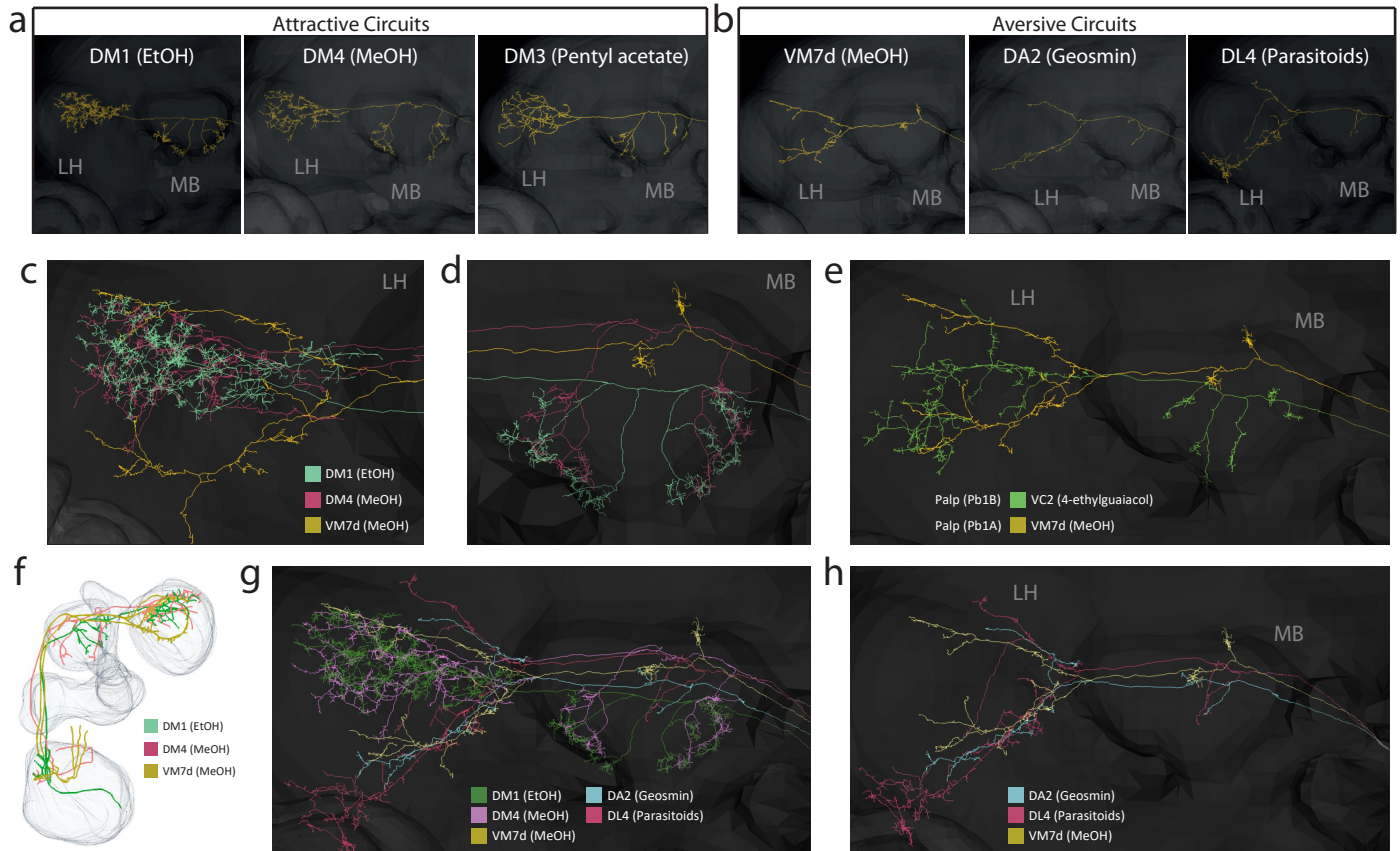 a
Attractive Circuits
DM1 (EtOH)
LH
MB
DM4 (MeOH)
LH
MB
DM3 (Pentyl acetate)
LH
MB
b
Aversive Circuits
VM7d (MeOH)
LH
MB
DA2 (Geosmin)
LH
MB
DL4 (Parasitoids)
LH
MB
c
LH
DM1 (EtOH)
DM4 (MeOH)
VM7d (MeOH)
d
MB
e
LH
MB
Palp (Pb1B) VC2 (4-ethylguaiacol)
Palp (Pb1A) VM7d (MeOH)
f
DM1 (EtOH)
DM4 (MeOH)
VM7d (MeOH)
g
DM1 (EtOH) DA2 (Geosmin)
DM4 (MeOH) DL4 (Parasitoids)
VM7d (MeOH)
h
LH
MB
DA2 (Geosmin)
DL4 (Parasitoids)
VM7d (MeOH)